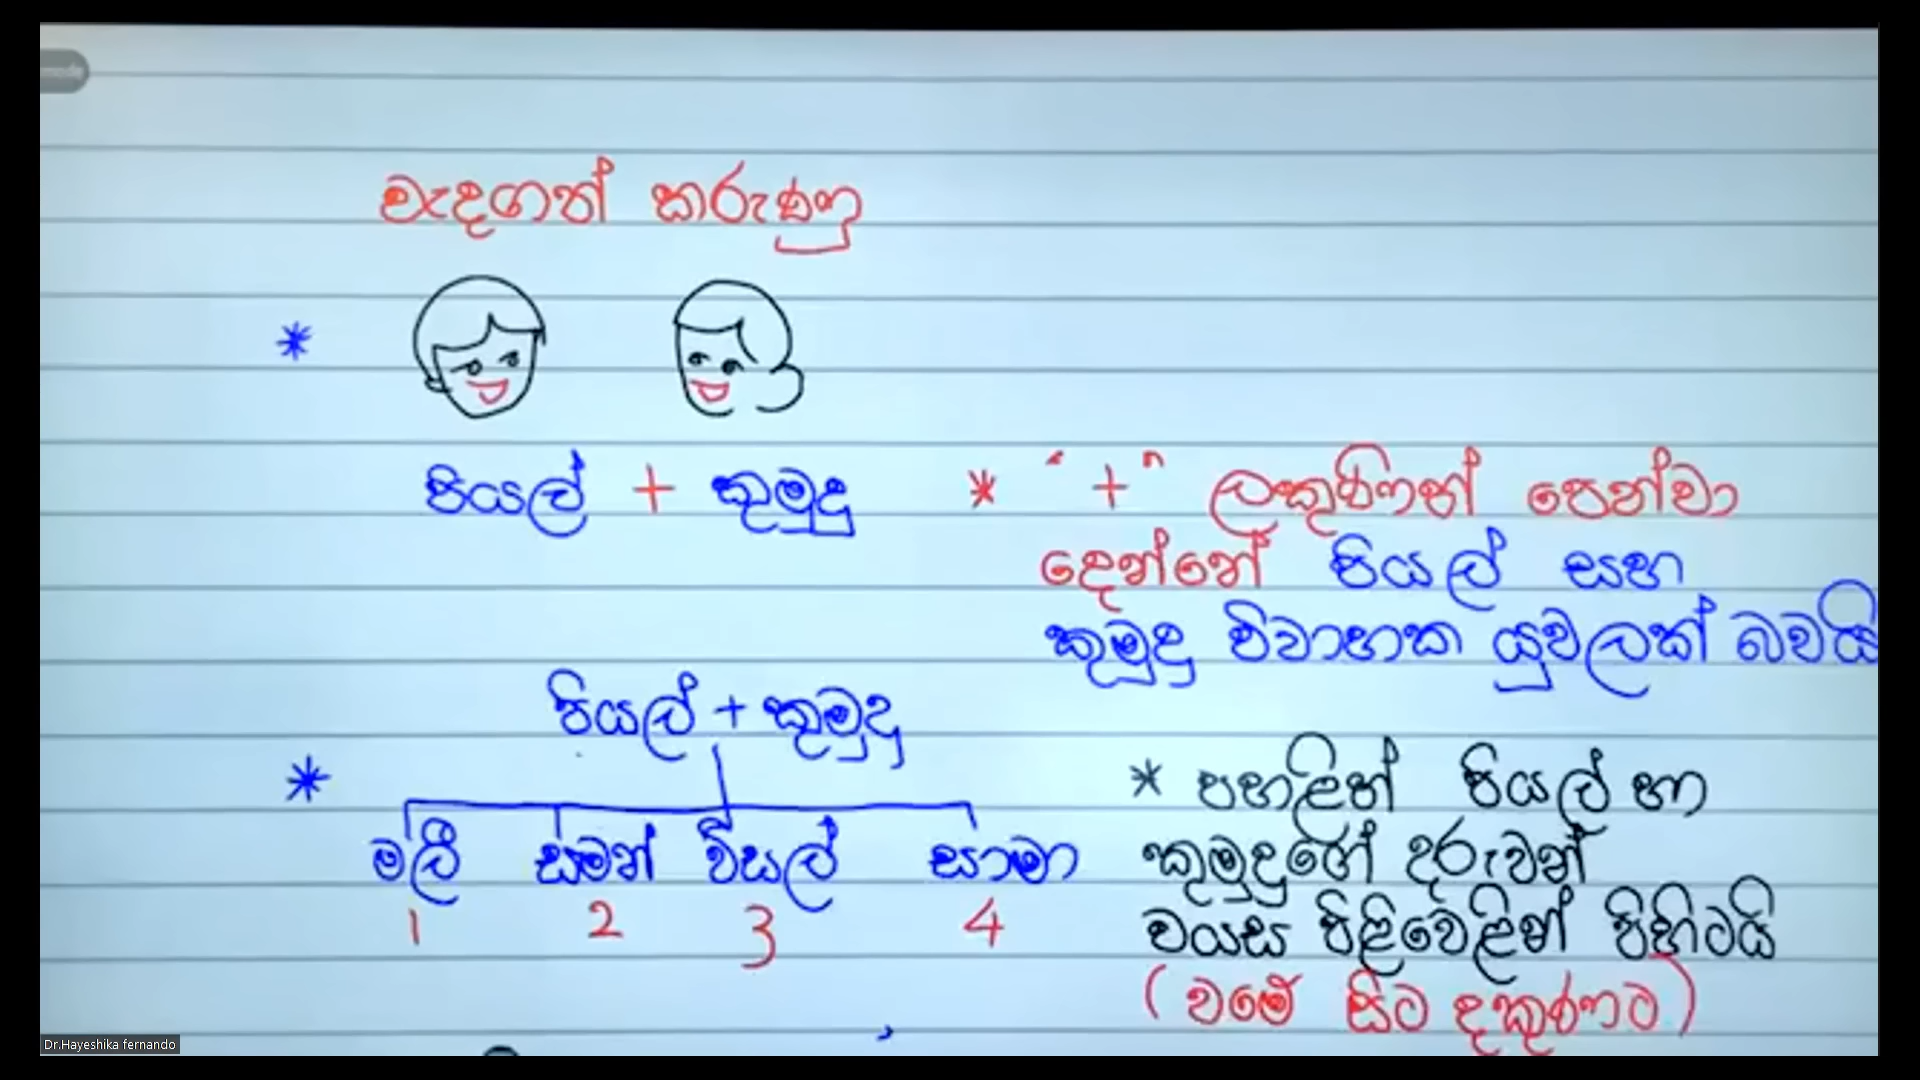 වැදගත් කරුණු
පියල් + කුමුදු
* "+" ලකුණින් පෙන්වා
දෙන්නේ පියල් සහ
කුමුදු විවාහක යුවලක් බවයි
පියල් + කුමුදු
මලී සමන් විසල් සාමා
1 2 3 4
* පහළින් පියල් හා
කුමුදුගේ දරුවන්
වයස පිළිවෙළින් පිහිටයි
(වමේ සිට දකුණට)
Dr.Hayeshika fernando